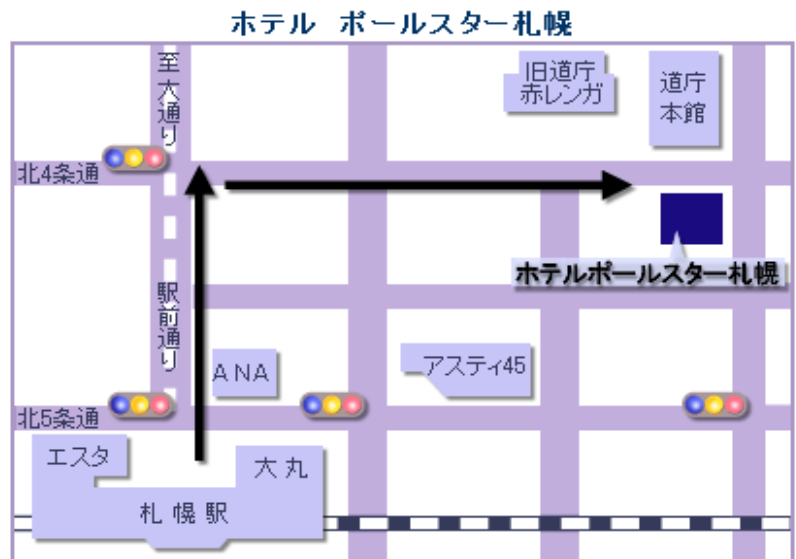 ホテル ポールスター札幌
至大通り
旧道庁
赤レンガ
道庁
本館
北4条通
ホテルポールスター札幌
駅前通り
ANA
アスティ45
北5条通
エスタ
大丸
札幌駅